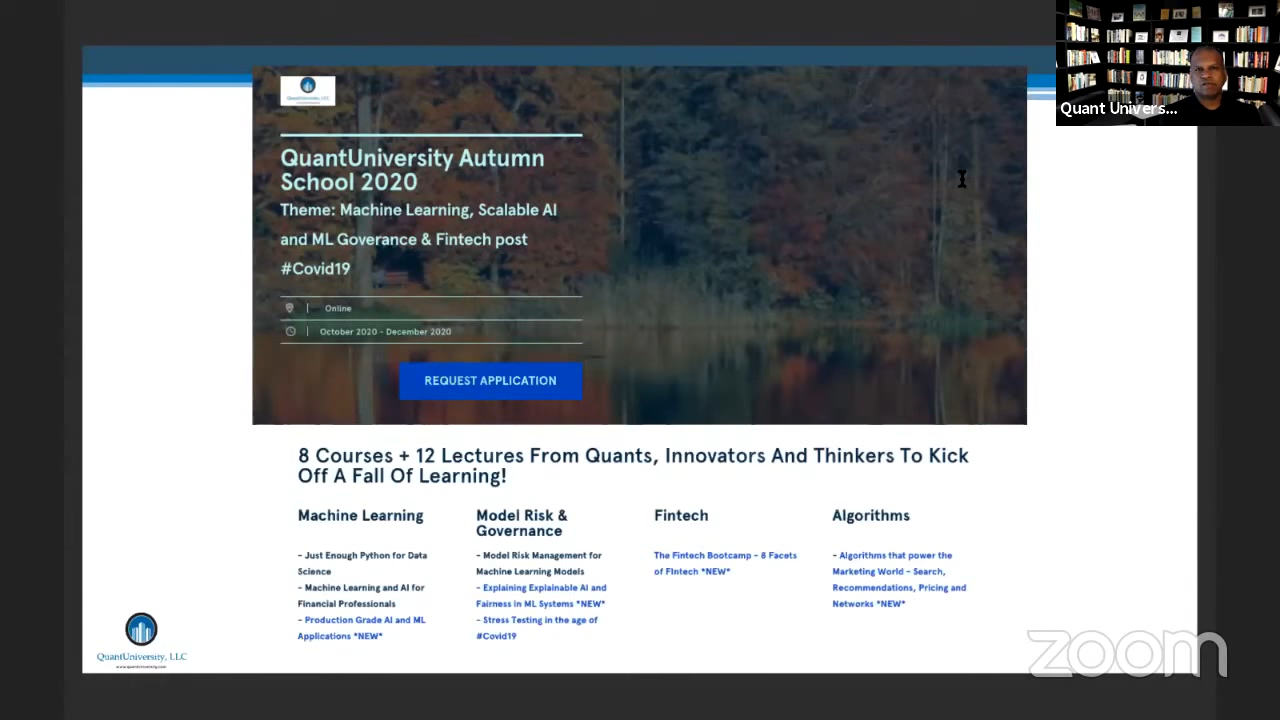 QuantUniversity, LLC
QuantUniversity Autumn
School 2020
Theme: Machine Learning, Scalable AI
and ML Goverance & Fintech post
#Covid19
Online
October 2020 - December 2020
REQUEST APPLICATION
Quant Univers...
8 Courses + 12 Lectures From Quants, Innovators And Thinkers To Kick
Off A Fall Of Learning!
Machine Learning
- Just Enough Python for Data
Science
- Machine Learning and AI for
Financial Professionals
- Production Grade AI and ML
Applications *NEW*
Model Risk &
Governance
- Model Risk Management for
Machine Learning Models
- Explaining Explainable AI and
Fairness in ML Systems *NEW*
- Stress Testing in the age of
#Covid19
Fintech
The Fintech Bootcamp - 8 Facets
of FIntech *NEW*
Algorithms
- Algorithms that power the
Marketing World - Search,
Recommendations, Pricing and
Networks *NEW*
QuantUniversity, LLC
www.quantuniversity.com
zoom